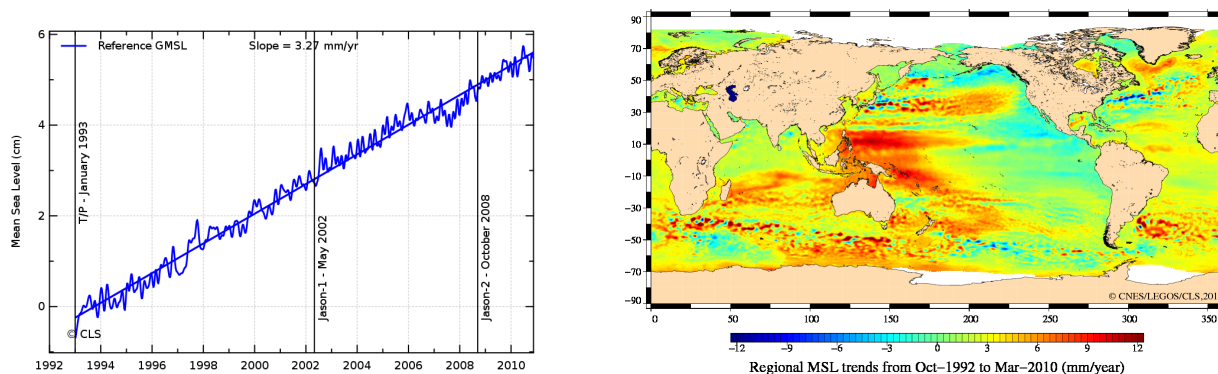 Reference GMSL
Slope = 3.27 mm/yr
6
4
2
0
Mean Sea Level (cm)
T/P - January 1993
Jason-1 - May 2002
Jason-2 - October 2008
© CLS
1992 1994 1996 1998 2000 2002 2004 2006 2008 2010
90
70
50
30
10
−10
−30
−50
−70
−90
© CNES/LEGOS/CLS,201
0 50 100 150 200 250 300 350
−12 −9 −6 −3 0 3 6 9 12
Regional MSL trends from Oct−1992 to Mar−2010 (mm/year)